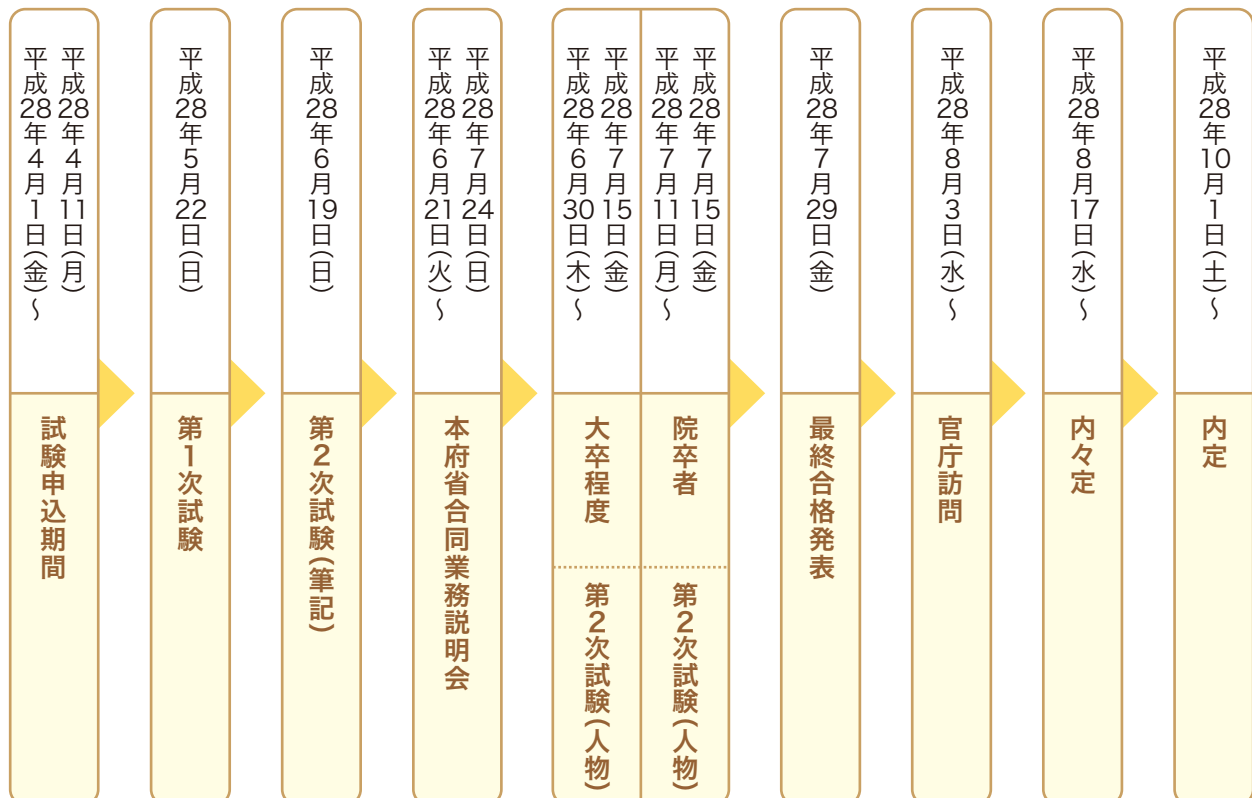 平成28年4月1日(金)〜
平成28年4月11日(月)
試験申込期間
平成28年5月22日(日)
第1次試験
平成28年6月19日(日)
第2次試験(筆記)
平成28年6月21日(火)〜
平成28年7月24日(日)
本府省合同業務説明会
平成28年6月30日(木)〜
平成28年7月15日(金)
大卒程度
第2次試験(人物)
平成28年7月11日(月)〜
平成28年7月15日(金)
院卒者
第2次試験(人物)
平成28年7月29日(金)
最終合格発表
平成28年8月3日(水)〜
官庁訪問
平成28年8月17日(水)〜
内々定
平成28年10月1日(土)〜
内定